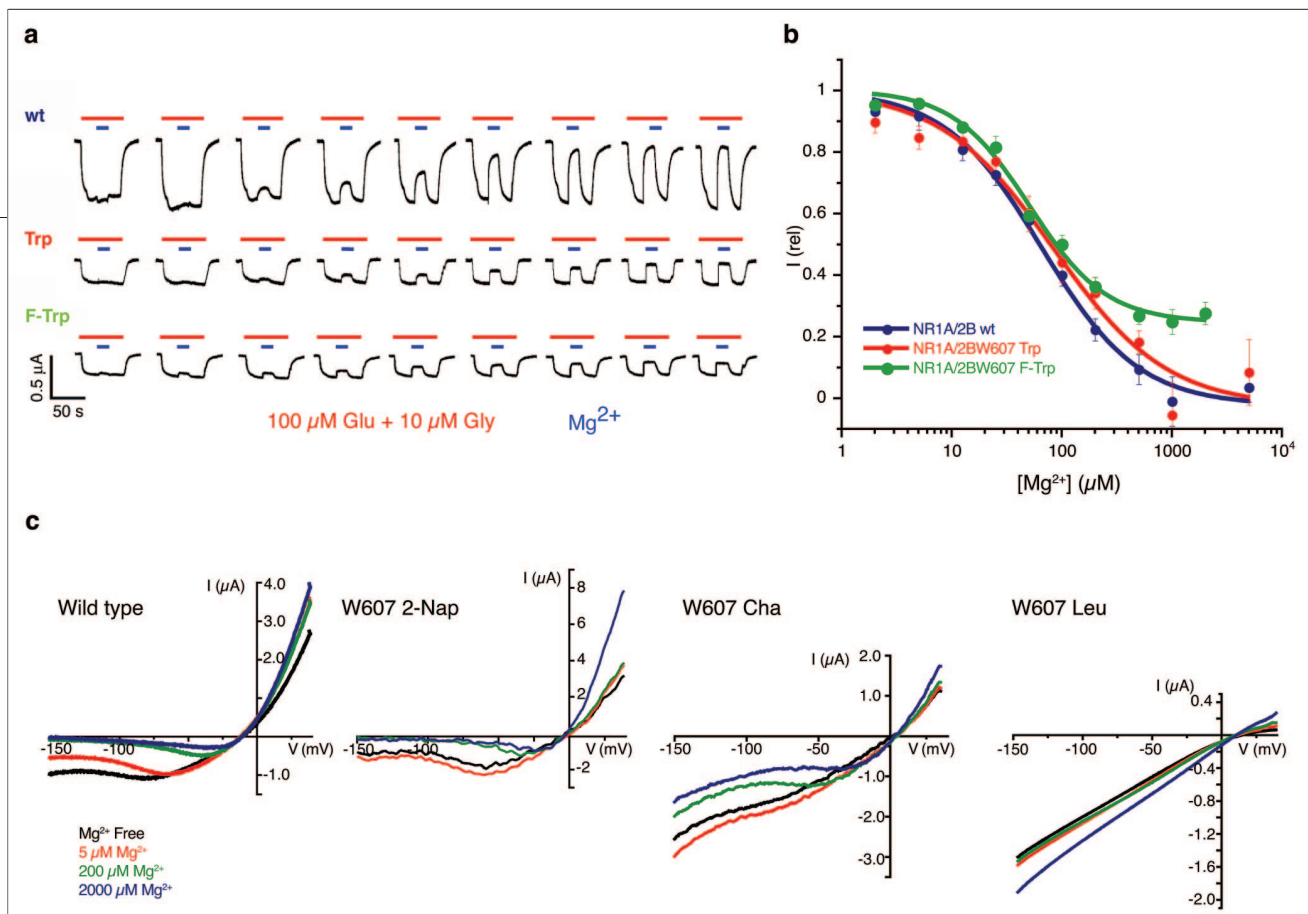 a
wt
Trp
F-Trp
0.5 µA
50 s
100 µM Glu + 10 µM Gly
Mg²⁺
b
I (rel)
1
0.8
0.6
0.4
0.2
0
NR1A/2B wt
NR1A/2BW607 Trp
NR1A/2BW607 F-Trp
1
10
100
1000
10⁴
[Mg²⁺] (µM)
c
Wild type
I (µA)
4.0
3.0
2.0
1.0
-150
-100
V (mV)
-1.0
Mg²⁺ Free
5 µM Mg²⁺
200 µM Mg²⁺
2000 µM Mg²⁺
W607 2-Nap
I (µA)
8
6
4
2
-150
-100
V (mV)
-2
W607 Cha
I (µA)
2.0
1.0
-150
-100
-50
V (mV)
-1.0
-2.0
-3.0
W607 Leu
I (µA)
0.4
-150
-100
-50
V (mV)
-0.4
-0.8
-1.2
-1.6
-2.0